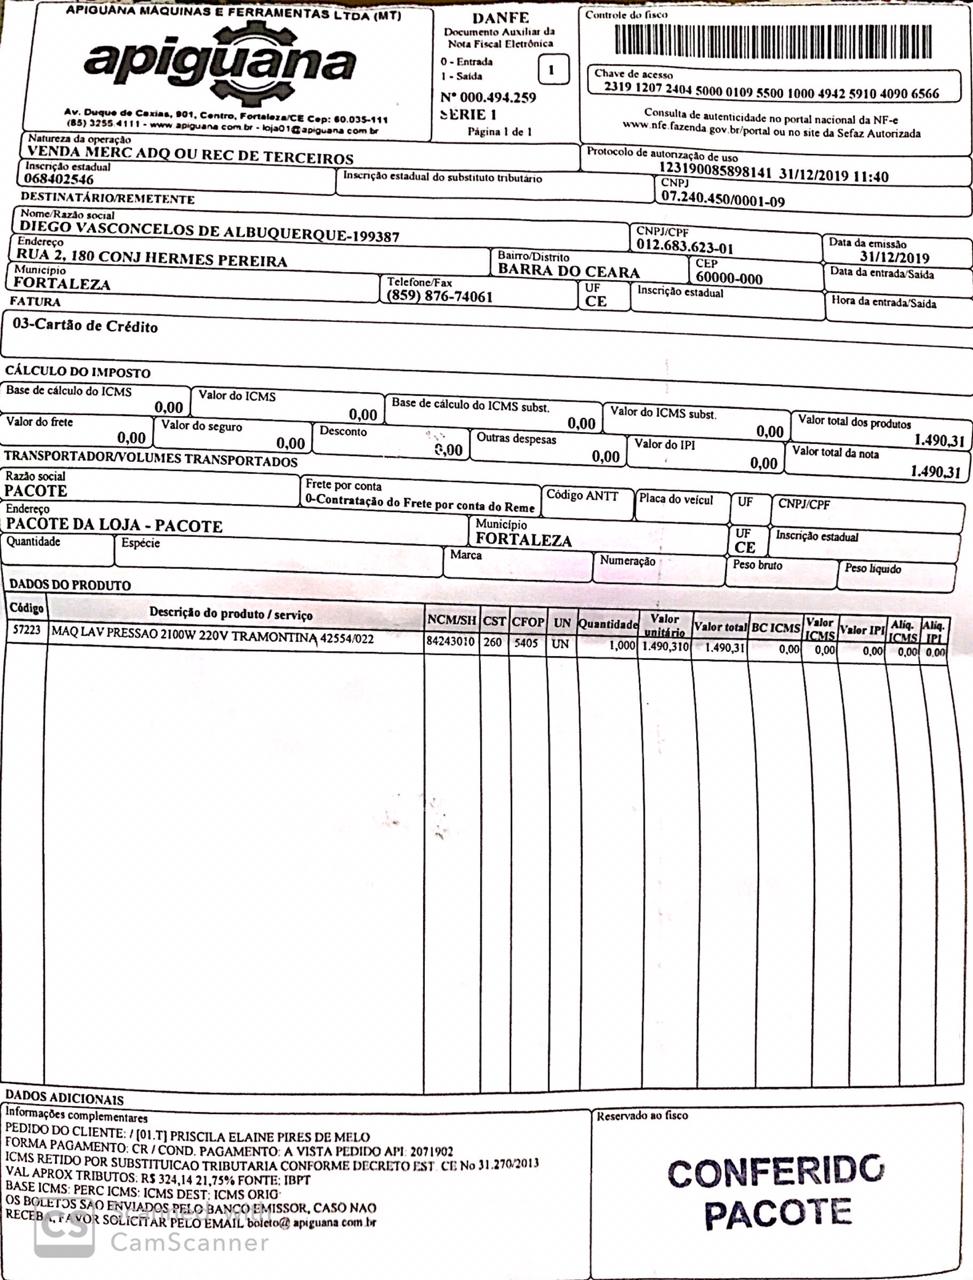 APIGUANA MÁQUINAS E FERRAMENTAS LTDA (MT)
apiguana
Av. Duque de Caxias, 901, Centro, Fortaleza/CE Cep: 60.035-111
(85) 3255 4111 - www apiguana com br - loja01@apiguana com br
DANFE
Documento Auxiliar da
Nota Fiscal Eletrônica
0 - Entrada
1 - Saída
1
Nº 000.494.259
SERIE 1
Página 1 de 1
Controle do fisco
Chave de acesso
2319 1207 2404 5000 0109 5500 1000 4942 5910 4090 6566
Consulta de autenticidade no portal nacional da NF-e
www.nfe.fazenda gov.br/portal ou no site da Sefaz Autorizada
Natureza da operação
VENDA MERC ADQ OU REC DE TERCEIROS
Protocolo de autorização de uso
123190085898141 31/12/2019 11:40
Inscrição estadual
068402546
Inscrição estadual do substituto tributário
CNPJ
07.240.450/0001-09
DESTINATÁRIO/REMETENTE
Nome/Razão social
DIEGO VASCONCELOS DE ALBUQUERQUE-199387
CNPJ/CPF
012.683.623-01
Data da emissão
31/12/2019
Endereço
RUA 2, 180 CONJ HERMES PEREIRA
Bairro/Distrito
BARRA DO CEARA
CEP
60000-000
Data da entrada/Saída
Município
FORTALEZA
Telefone/Fax
(859) 876-74061
UF
CE
Inscrição estadual
Hora da entrada/Saída
FATURA
03-Cartão de Crédito
CÁLCULO DO IMPOSTO
Base de cálculo do ICMS
0,00
Valor do ICMS
0,00
Base de cálculo do ICMS subst.
0,00
Valor do ICMS subst.
0,00
Valor total dos produtos
1.490,31
Valor do frete
0,00
Valor do seguro
0,00
Desconto
0,00
Outras despesas
0,00
Valor do IPI
0,00
Valor total da nota
1.490,31
TRANSPORTADOR/VOLUMES TRANSPORTADOS
Razão social
PACOTE
Frete por conta
0-Contratação do Frete por conta do Reme
Código ANTT
Placa do veícul
UF
CNPJ/CPF
Endereço
PACOTE DA LOJA - PACOTE
Município
FORTALEZA
UF
CE
Inscrição estadual
Quantidade
Espécie
Marca
Numeração
Peso bruto
Peso líquido
DADOS DO PRODUTO
Código Descrição do produto / serviço NCM/SH CST CFOP UN Quantidade Valor unitário Valor total BC ICMS Valor ICMS Valor IPI Aliq. ICMS Aliq. IPI
57223 MAQ LAV PRESSAO 2100W 220V TRAMONTINA 42554/022 84243010 260 5405 UN 1,000 1.490,310 1.490,31 0,00 0,00 0,00 0,00 0.00
DADOS ADICIONAIS
Informações complementares
PEDIDO DO CLIENTE: / [01.T] PRISCILA ELAINE PIRES DE MELO
FORMA PAGAMENTO: CR / COND. PAGAMENTO: A VISTA PEDIDO API: 2071902
ICMS RETIDO POR SUBSTITUICAO TRIBUTARIA CONFORME DECRETO EST. CE No 31.270/2013
VAL APROX TRIBUTOS: R$ 324,14 21,75% FONTE: IBPT
BASE ICMS: PERC ICMS: ICMS DEST: ICMS ORIG:
OS BOLETOS SÃO ENVIADOS PELO BANCO EMISSOR, CASO NAO
RECEBA, FAVOR SOLICITAR PELO EMAIL boleto@ apiguana com br
Reservado ao fisco
CONFERIDO
PACOTE
CS
Scanned with
CamScanner